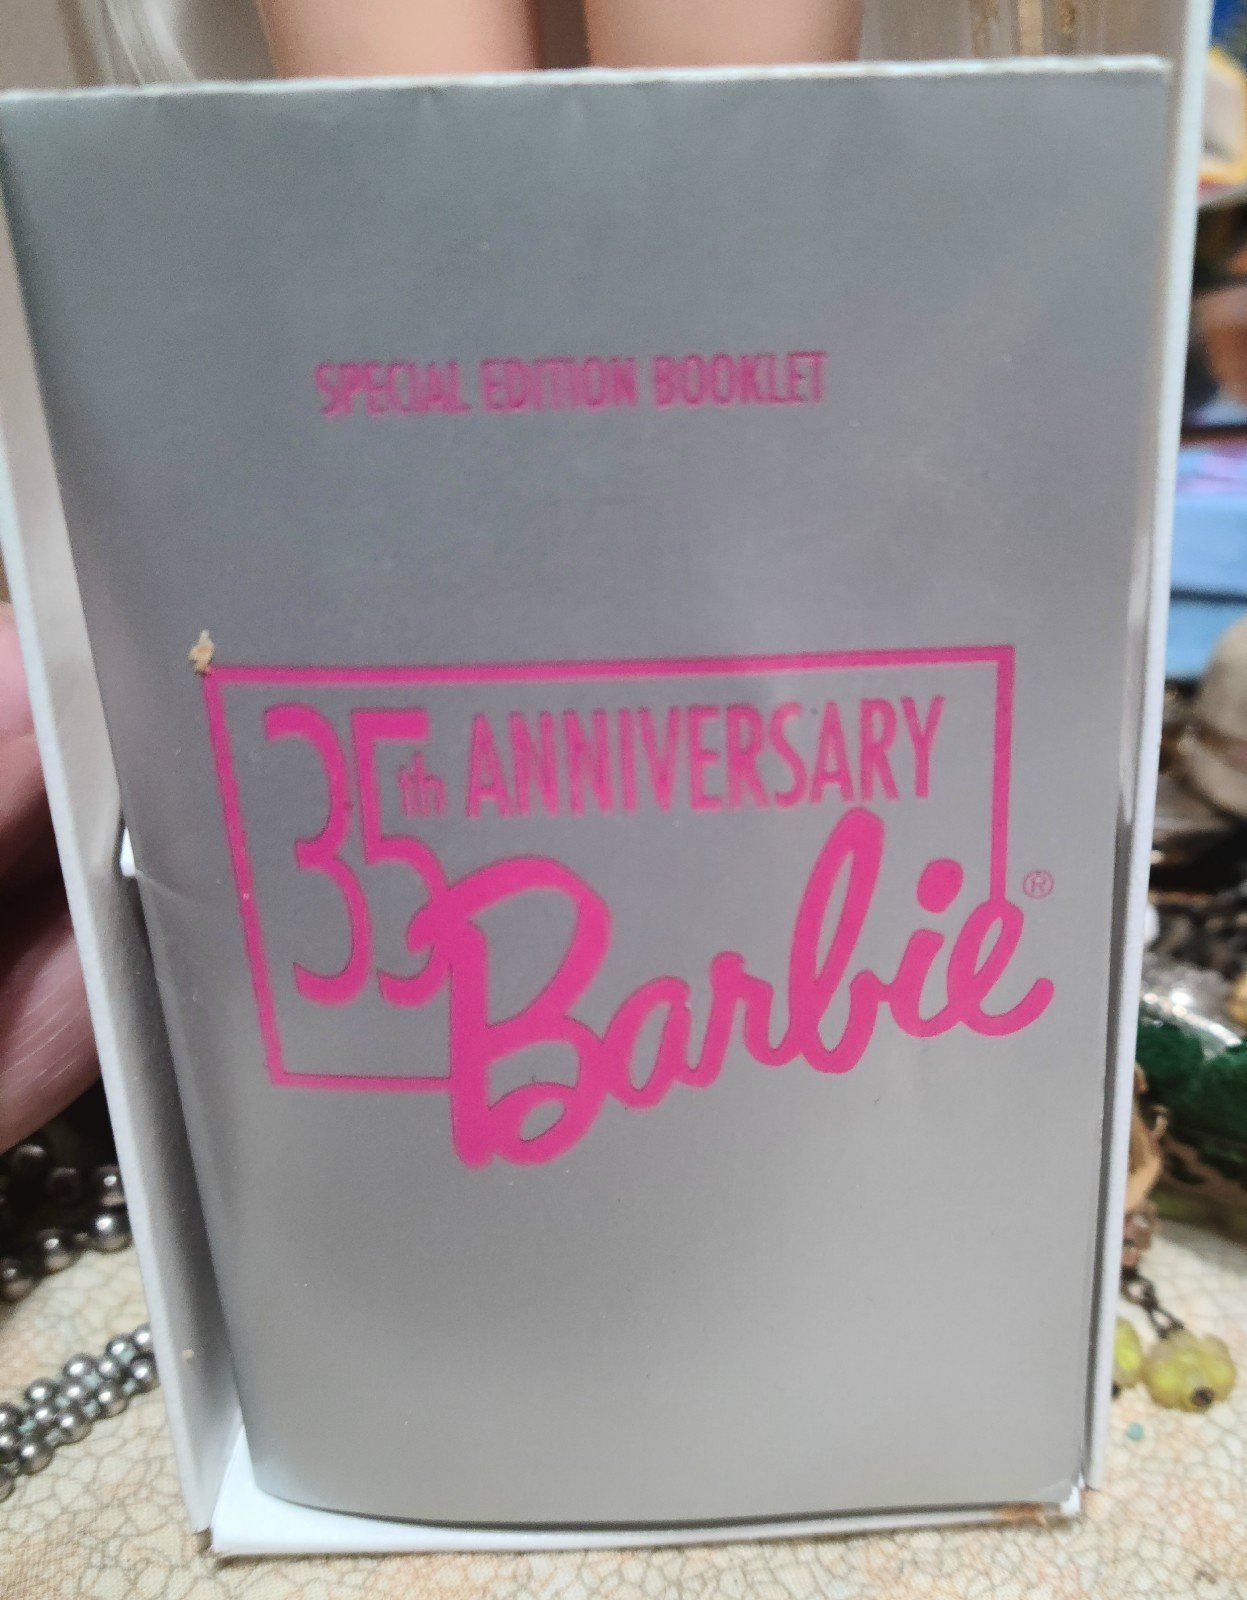 SPECIAL EDITION BOOKLET
35th ANNIVERSARY
Barbie®